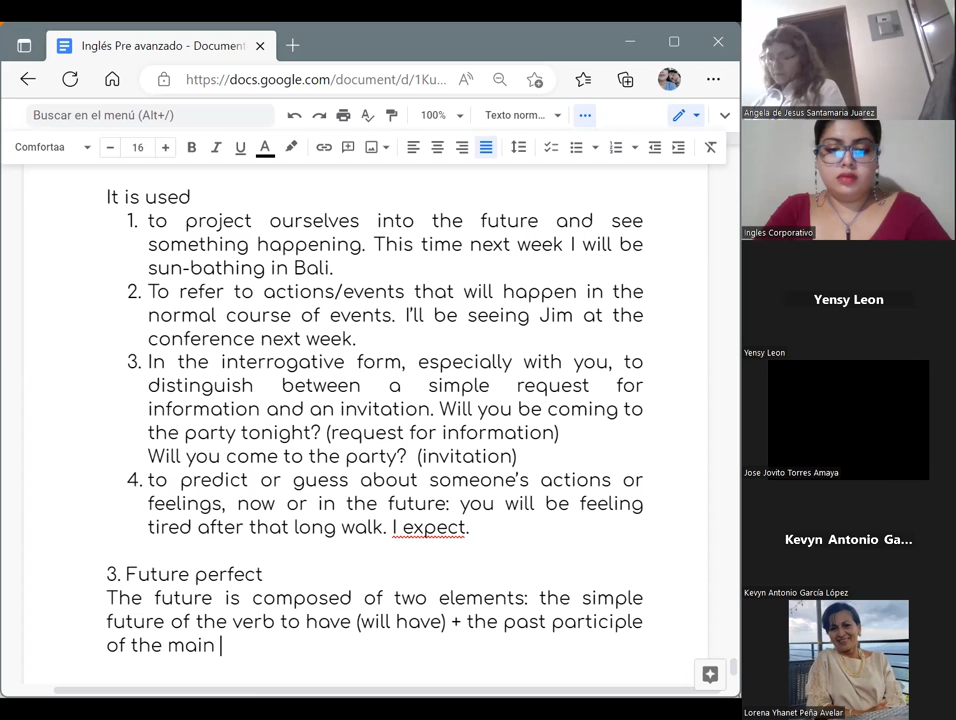 Inglés Pre avanzado - Document
https://docs.google.com/document/d/1Ku...
Buscar en el menú (Alt+/)
100%
Texto norm...
Comfortaa
16
It is used
1. to project ourselves into the future and see
something happening. This time next week I will be
sun-bathing in Bali.
2. To refer to actions/events that will happen in the
normal course of events. I'll be seeing Jim at the
conference next week.
3. In the interrogative form, especially with you, to
distinguish between a simple request for
information and an invitation. Will you be coming to
the party tonight? (request for information)
Will you come to the party? (invitation)
4. to predict or guess about someone's actions or
feelings, now or in the future: you will be feeling
tired after that long walk. I expect.
3. Future perfect
The future is composed of two elements: the simple
future of the verb to have (will have) + the past participle
of the main
Angela de Jesus Santamaria Juarez
Ingles Corporativo
Yensy Leon
Yensy Leon
Jose Jovito Torres Amaya
Kevyn Antonio Ga...
Kevyn Antonio García López
Lorena Yhanet Peña Avelar